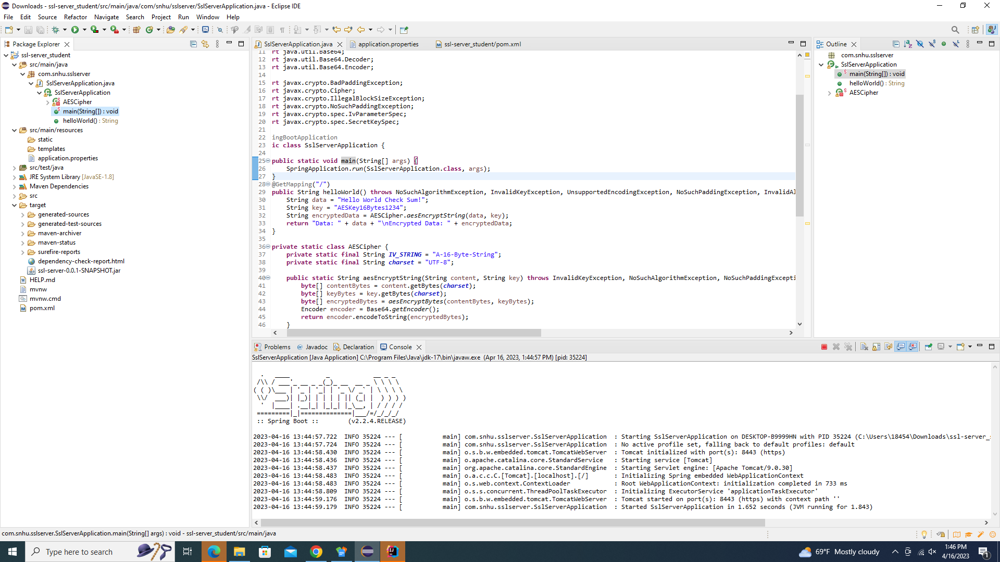 Downloads - ssl-server_student/src/main/java/com/snhu/sslserver/SslServerApplication.java - Eclipse IDE
File Edit Source Refactor Navigate Search Project Run Window Help
Package Explorer
ssl-server_student
src/main/java
com.snhu.sslserver
SslServerApplication.java
SslServerApplication
AESCipher
main(String[]) : void
helloWorld() : String
src/main/resources
static
templates
application.properties
src/test/java
JRE System Library [JavaSE-1.8]
Maven Dependencies
src
target
generated-sources
generated-test-sources
maven-archiver
maven-status
surefire-reports
dependency-check-report.html
ssl-server-0.0.1-SNAPSHOT.jar
HELP.md
mvnw
mvnw.cmd
pom.xml
SslServerApplication.java application.properties ssl-server_student/pom.xml
11 rt java.util.Base64;
12 rt java.util.Base64.Decoder;
13 rt java.util.Base64.Encoder;
14
15 rt javax.crypto.BadPaddingException;
16 rt javax.crypto.Cipher;
17 rt javax.crypto.IllegalBlockSizeException;
18 rt javax.crypto.NoSuchPaddingException;
19 rt javax.crypto.spec.IvParameterSpec;
20 rt javax.crypto.spec.SecretKeySpec;
21
22 ingBootApplication
23 ic class SslServerApplication {
24
25 public static void main(String[] args) {
26 SpringApplication.run(SslServerApplication.class, args);
27 }
28 @GetMapping("/")
29 public String helloWorld() throws NoSuchAlgorithmException, InvalidKeyException, UnsupportedEncodingException, NoSuchPaddingException, InvalidAl
30 String data = "Hello World Check Sum!";
31 String key = "AESKey16Bytes1234";
32 String encryptedData = AESCipher.aesEncryptString(data, key);
33 return "Data: " + data + "\nEncrypted Data: " + encryptedData;
34 }
35
36 private static class AESCipher {
37 private static final String IV_STRING = "A-16-Byte-String";
38 private static final String charset = "UTF-8";
39
40 public static String aesEncryptString(String content, String key) throws InvalidKeyException, NoSuchAlgorithmException, NoSuchPaddingExcepti
41 byte[] contentBytes = content.getBytes(charset);
42 byte[] keyBytes = key.getBytes(charset);
43 byte[] encryptedBytes = aesEncryptBytes(contentBytes, keyBytes);
44 Encoder encoder = Base64.getEncoder();
45 return encoder.encodeToString(encryptedBytes);
46 }
Outline
com.snhu.sslserver
SslServerApplication
main(String[]) : void
helloWorld() : String
AESCipher
Problems @ Javadoc Declaration Console
SslServerApplication [Java Application] C:\Program Files\Java\jdk-17\bin\javaw.exe (Apr 16, 2023, 1:44:57 PM) [pid: 35224]
:: Spring Boot :: (v2.2.4.RELEASE)
2023-04-16 13:44:57.722 INFO 35224 --- [ main] com.snhu.sslserver.SslServerApplication : Starting SslServerApplication on DESKTOP-B9999HN with PID 35224 (C:\Users\18454\Downloads\ssl-server_
2023-04-16 13:44:57.724 INFO 35224 --- [ main] com.snhu.sslserver.SslServerApplication : No active profile set, falling back to default profiles: default
2023-04-16 13:44:58.430 INFO 35224 --- [ main] o.s.b.w.embedded.tomcat.TomcatWebServer : Tomcat initialized with port(s): 8443 (https)
2023-04-16 13:44:58.436 INFO 35224 --- [ main] o.apache.catalina.core.StandardService : Starting service [Tomcat]
2023-04-16 13:44:58.437 INFO 35224 --- [ main] org.apache.catalina.core.StandardEngine : Starting Servlet engine: [Apache Tomcat/9.0.30]
2023-04-16 13:44:58.483 INFO 35224 --- [ main] o.a.c.c.C.[Tomcat].[localhost].[/] : Initializing Spring embedded WebApplicationContext
2023-04-16 13:44:58.483 INFO 35224 --- [ main] o.s.web.context.ContextLoader : Root WebApplicationContext: initialization completed in 733 ms
2023-04-16 13:44:58.809 INFO 35224 --- [ main] o.s.s.concurrent.ThreadPoolTaskExecutor : Initializing ExecutorService 'applicationTaskExecutor'
2023-04-16 13:44:59.176 INFO 35224 --- [ main] o.s.b.w.embedded.tomcat.TomcatWebServer : Tomcat started on port(s): 8443 (https) with context path ''
2023-04-16 13:44:59.179 INFO 35224 --- [ main] com.snhu.sslserver.SslServerApplication : Started SslServerApplication in 1.652 seconds (JVM running for 1.843)
com.snhu.sslserver.SslServerApplication.main(String[] args) : void - ssl-server_student/src/main/java
Type here to search
69°F Mostly cloudy
1:46 PM
4/16/2023
1